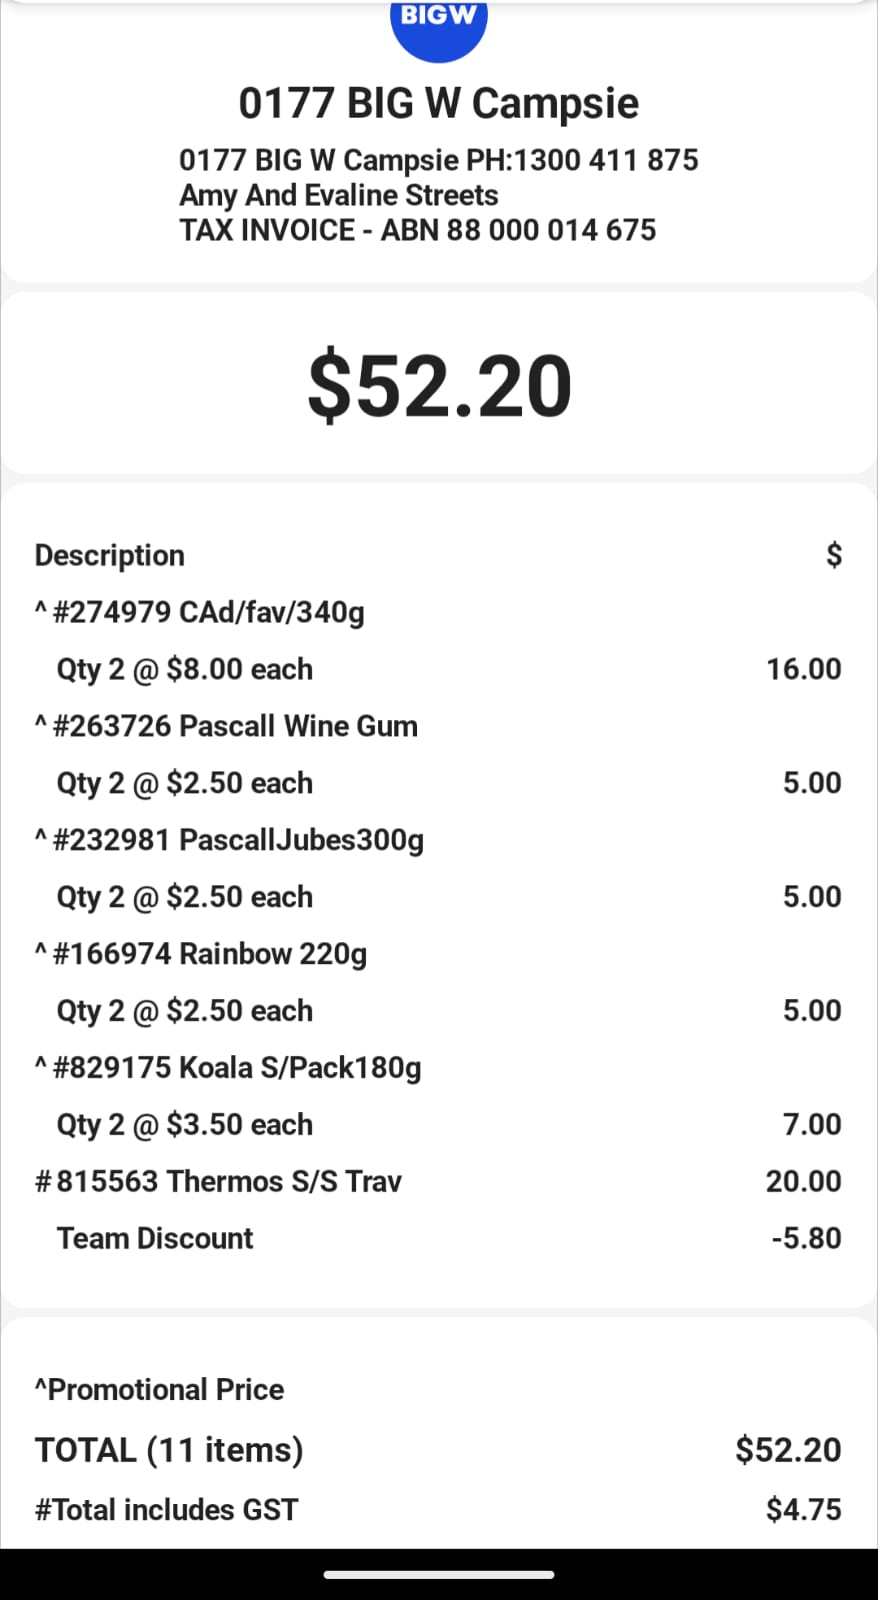 BIGW
0177 BIG W Campsie
0177 BIG W Campsie PH:1300 411 875
Amy And Evaline Streets
TAX INVOICE - ABN 88 000 014 675
$52.20
Description $
^ #274979 CAd/fav/340g
Qty 2 @ $8.00 each 16.00
^ #263726 Pascall Wine Gum
Qty 2 @ $2.50 each 5.00
^ #232981 PascallJubes300g
Qty 2 @ $2.50 each 5.00
^ #166974 Rainbow 220g
Qty 2 @ $2.50 each 5.00
^ #829175 Koala S/Pack180g
Qty 2 @ $3.50 each 7.00
#815563 Thermos S/S Trav 20.00
Team Discount -5.80
^Promotional Price
TOTAL (11 items) $52.20
#Total includes GST $4.75